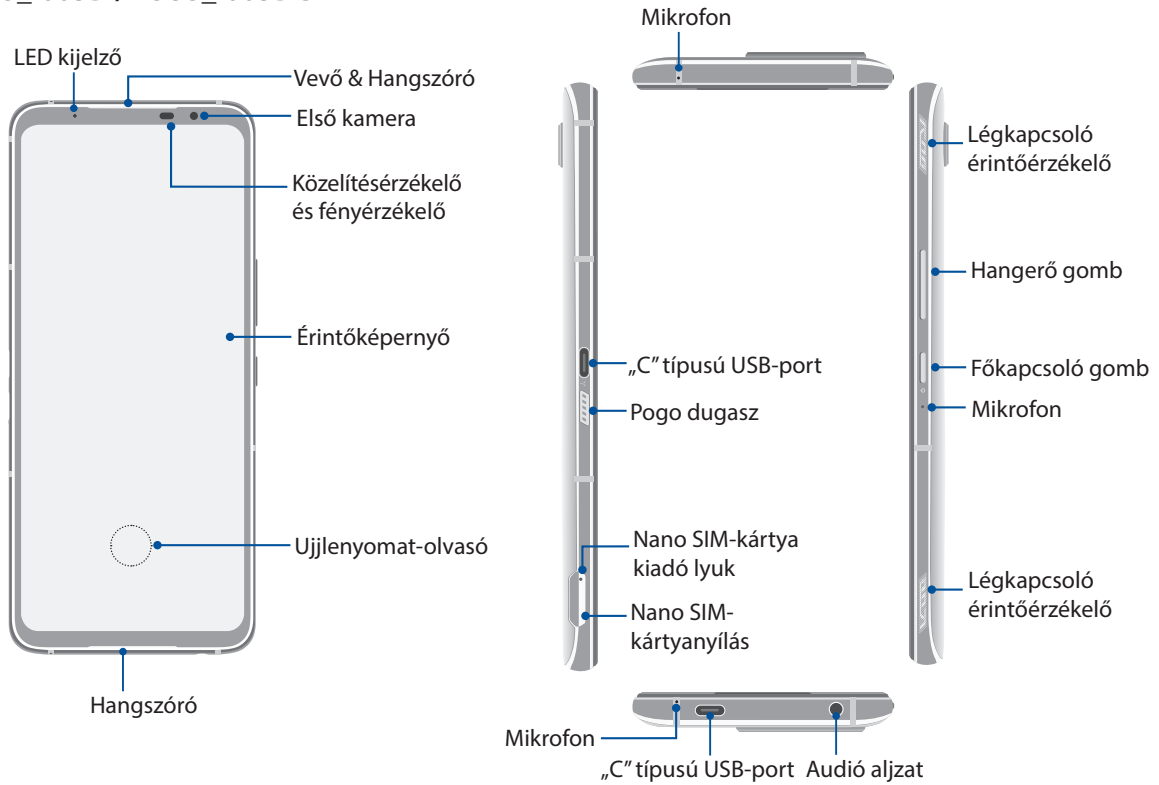 Mikrofon
LED kijelző
Vevő & Hangszóró
Első kamera
Közelítésérzékelő
és fényérzékelő
Érintőképernyő
Ujjlenyomat-olvasó
Hangszóró
„C” típusú USB-port
Pogo dugasz
Nano SIM-kártya
kiadó lyuk
Nano SIM-
kártyanyílás
Légkapcsoló
érintőérzékelő
Hangerő gomb
Főkapcsoló gomb
Mikrofon
Légkapcsoló
érintőérzékelő
Mikrofon
„C” típusú USB-port
Audió aljzat